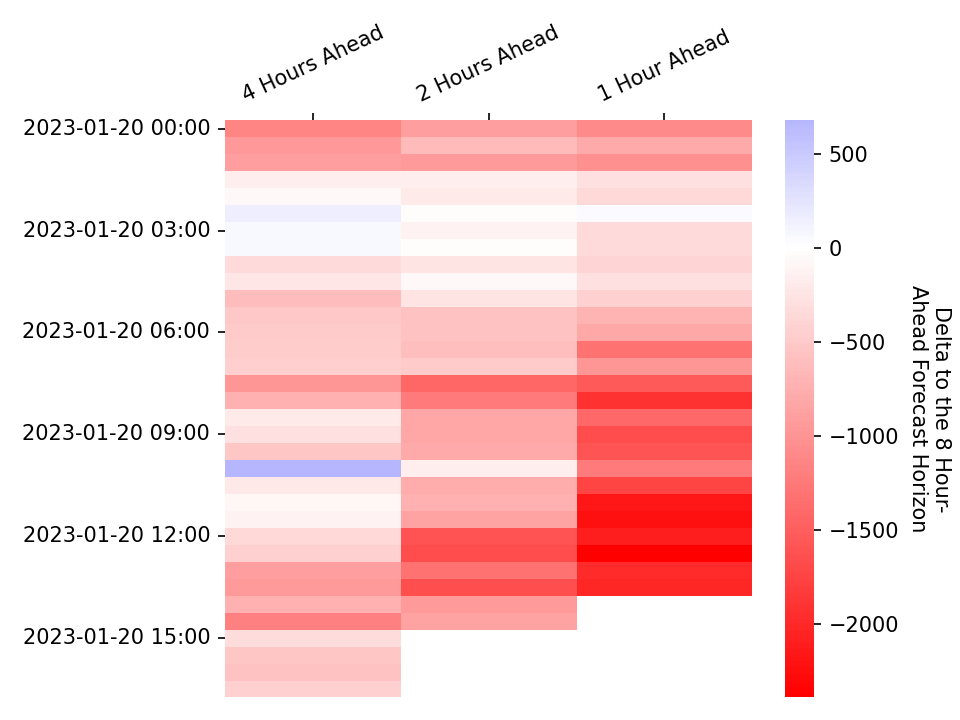 4 Hours Ahead
2 Hours Ahead
1 Hour Ahead
2023-01-20 00:00
2023-01-20 03:00
2023-01-20 06:00
2023-01-20 09:00
2023-01-20 12:00
2023-01-20 15:00
500
0
−500
−1000
−1500
−2000
Delta to the 8 Hour-
Ahead Forecast Horizon